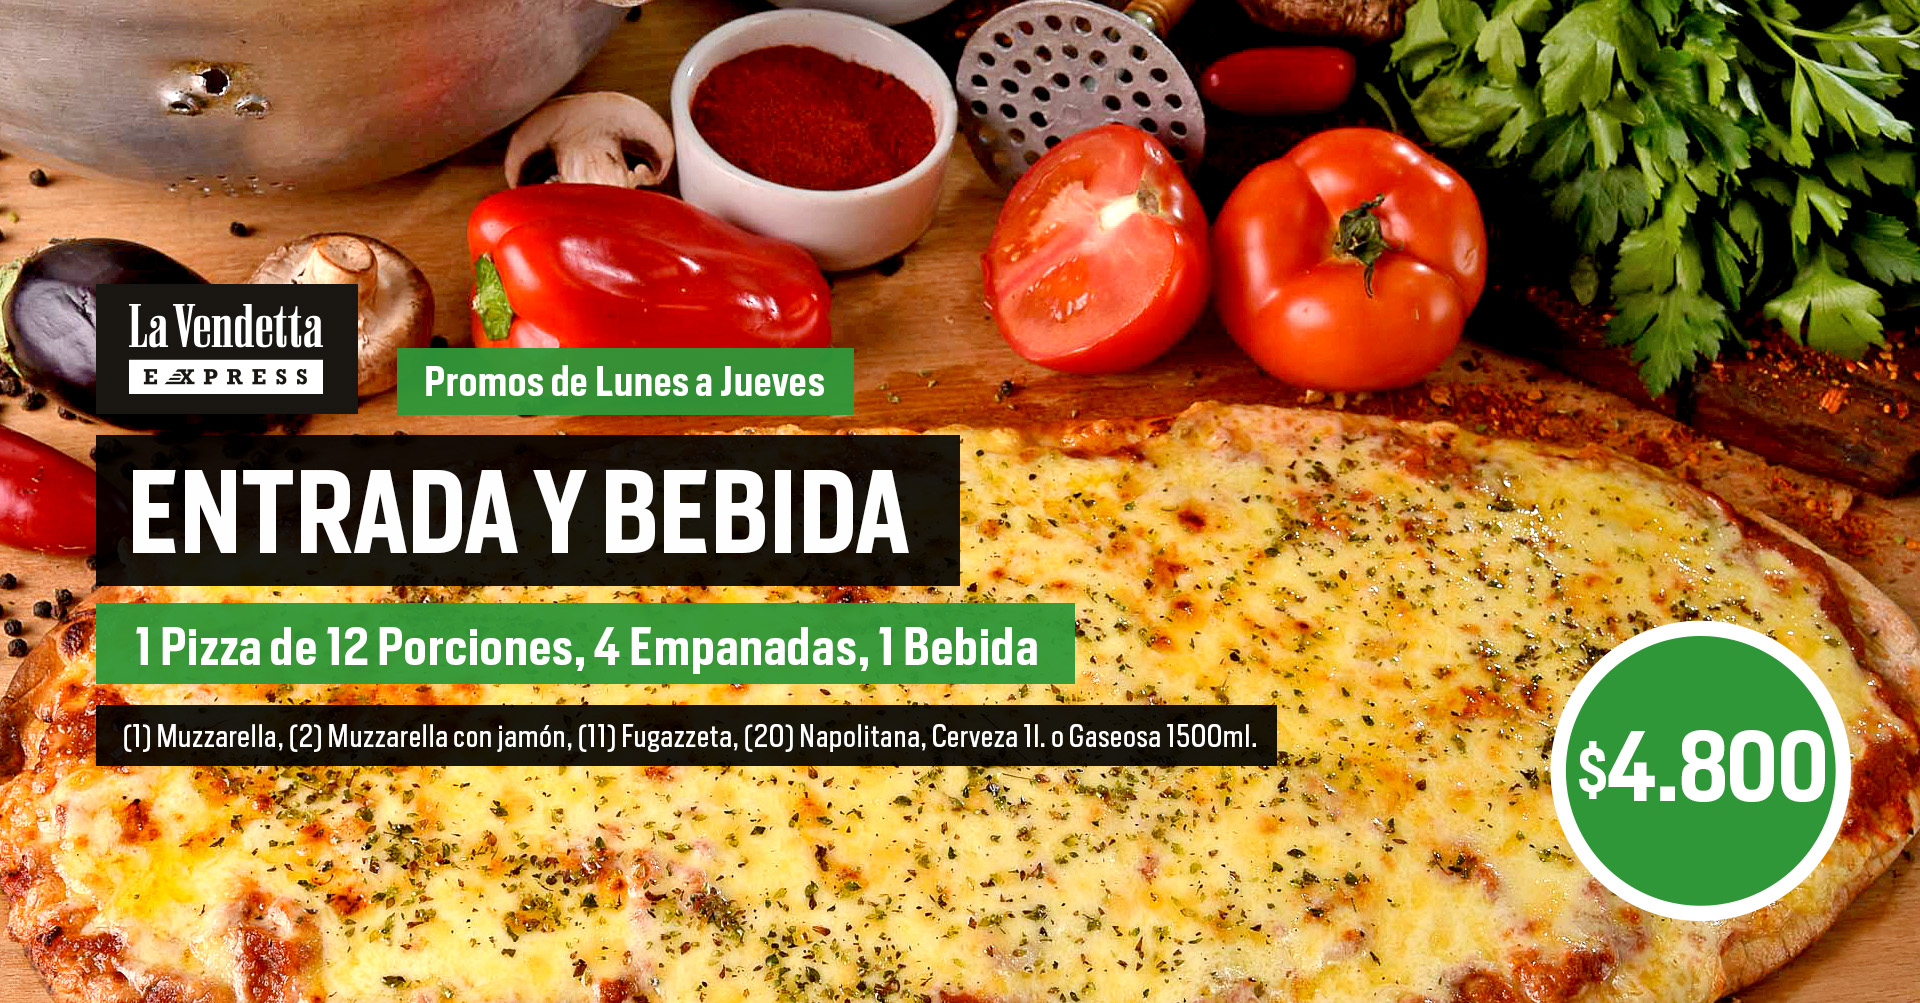 La Vendetta
EXPRESS
Promos de Lunes a Jueves
ENTRADA Y BEBIDA
1 Pizza de 12 Porciones, 4 Empanadas, 1 Bebida
(1) Muzzarella, (2) Muzzarella con jamón, (11) Fugazzeta, (20) Napolitana, Cerveza 1l. o Gaseosa 1500ml.
$4.800